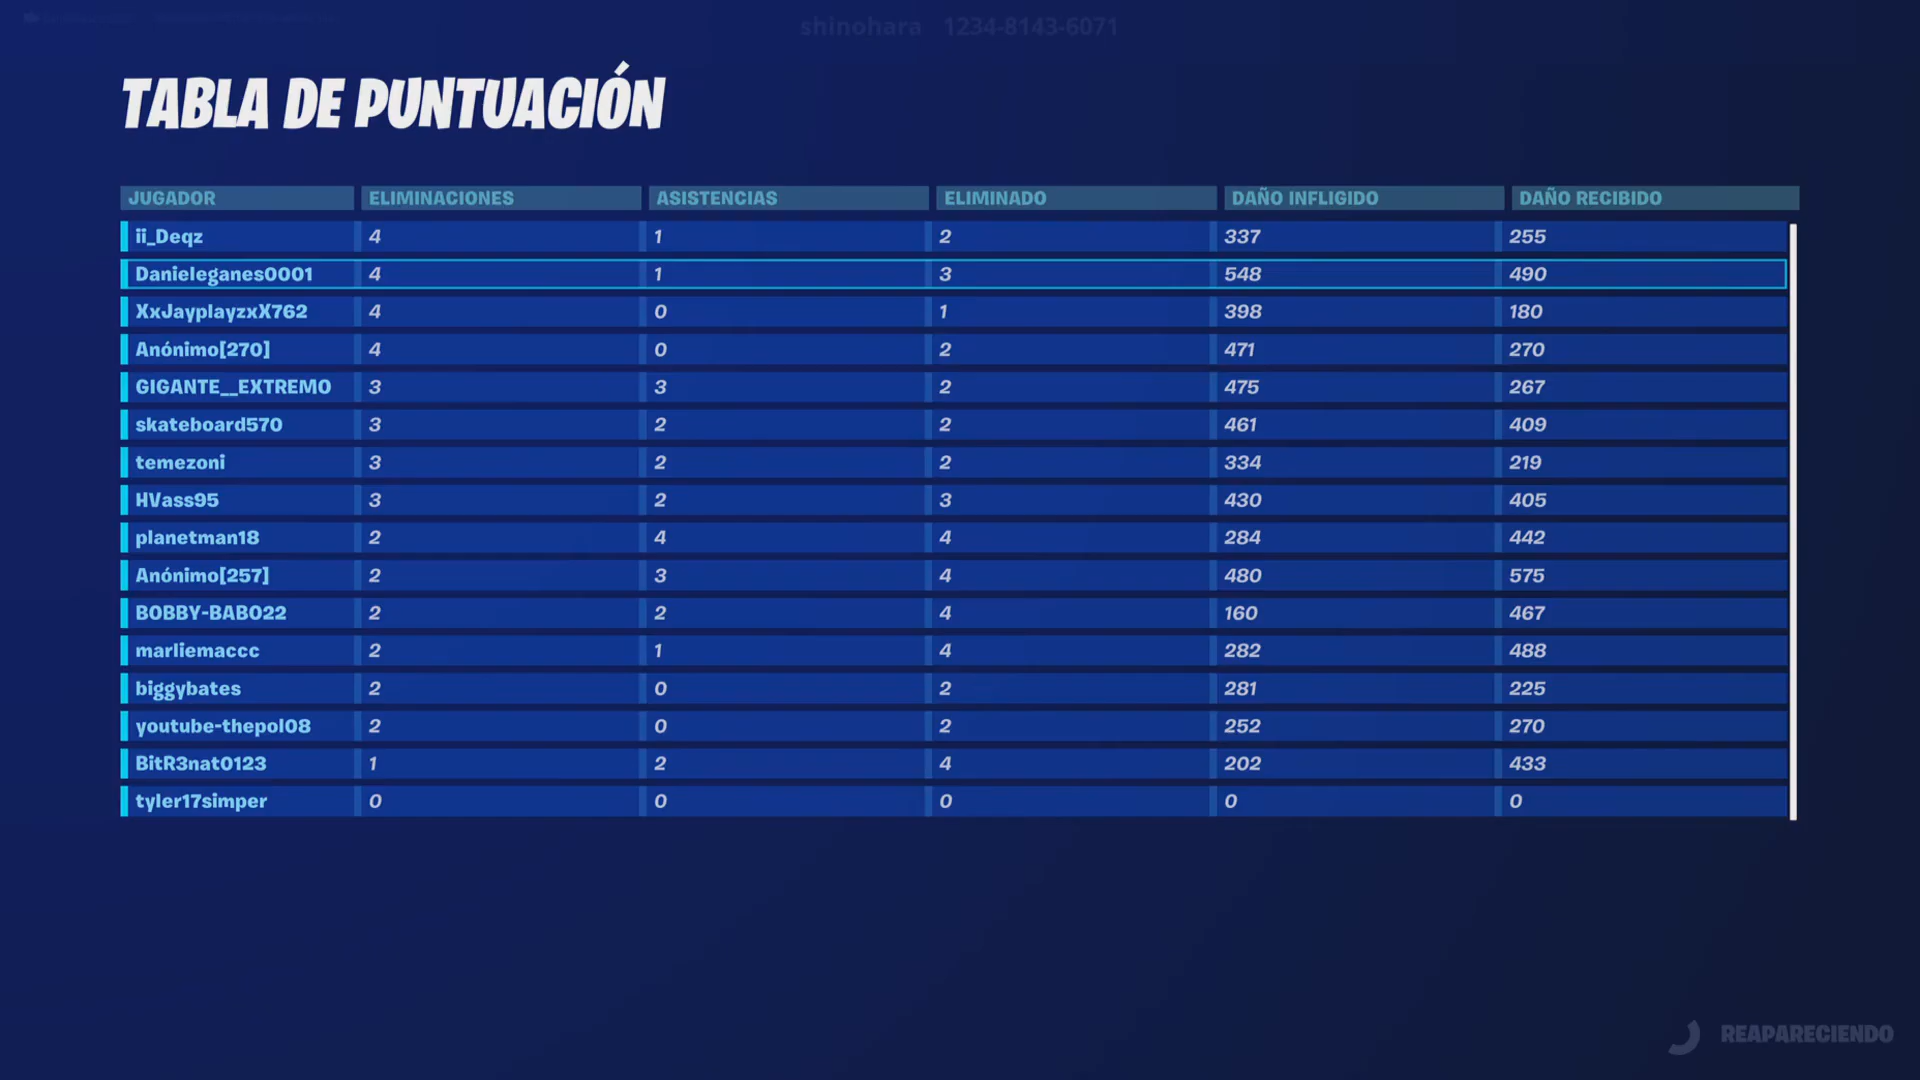 shinohara 1234-8143-6071
TABLA DE PUNTUACIÓN
JUGADOR ELIMINACIONES ASISTENCIAS ELIMINADO DAÑO INFLIGIDO DAÑO RECIBIDO
ii_Deqz 4 1 2 337 255
Danieleganes0001 4 1 3 548 490
XxJayplayzxX762 4 0 1 398 180
Anónimo[270] 4 0 2 471 270
GIGANTE__EXTREMO 3 3 2 475 267
skateboard570 3 2 2 461 409
temezoni 3 2 2 334 219
HVass95 3 2 3 430 405
planetman18 2 4 4 284 442
Anónimo[257] 2 3 4 480 575
BOBBY-BABO22 2 2 4 160 467
marliemaccc 2 1 4 282 488
biggybates 2 0 2 281 225
youtube-thepol08 2 0 2 252 270
BitR3nat0123 1 2 4 202 433
tyler17simper 0 0 0 0 0
REAPARECIENDO